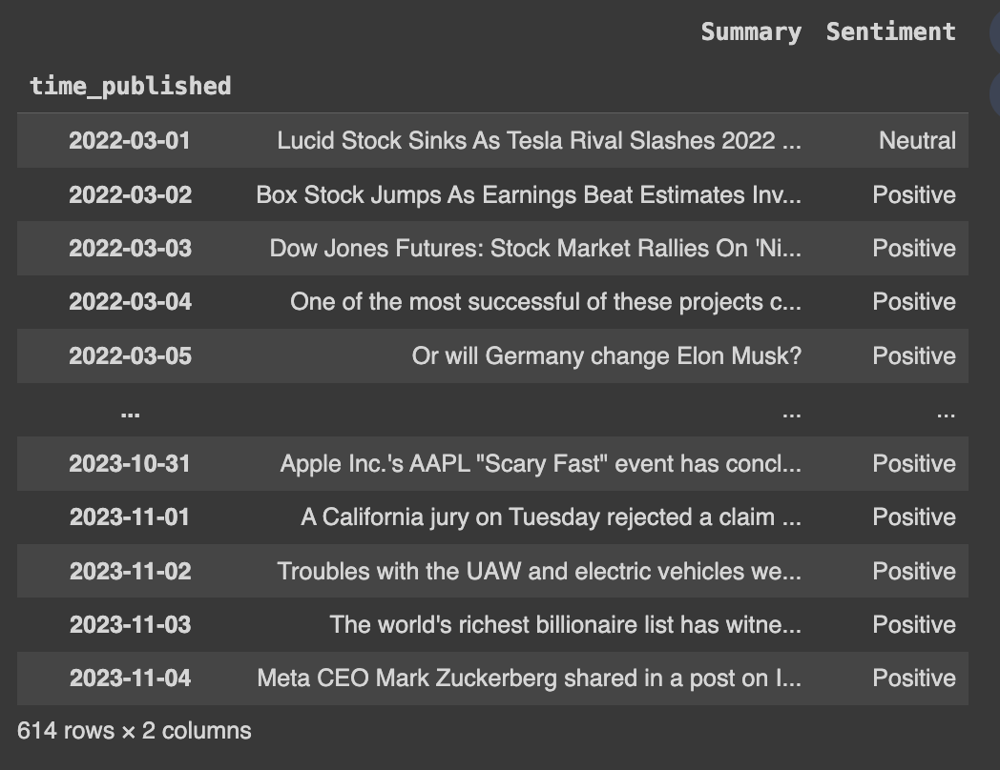 Summary Sentiment
time_published
2022-03-01 Lucid Stock Sinks As Tesla Rival Slashes 2022 ... Neutral
2022-03-02 Box Stock Jumps As Earnings Beat Estimates Inv... Positive
2022-03-03 Dow Jones Futures: Stock Market Rallies On 'Ni... Positive
2022-03-04 One of the most successful of these projects c... Positive
2022-03-05 Or will Germany change Elon Musk? Positive
... ... ...
2023-10-31 Apple Inc.'s AAPL "Scary Fast" event has concl... Positive
2023-11-01 A California jury on Tuesday rejected a claim ... Positive
2023-11-02 Troubles with the UAW and electric vehicles we... Positive
2023-11-03 The world's richest billionaire list has witne... Positive
2023-11-04 Meta CEO Mark Zuckerberg shared in a post on I... Positive
614 rows × 2 columns